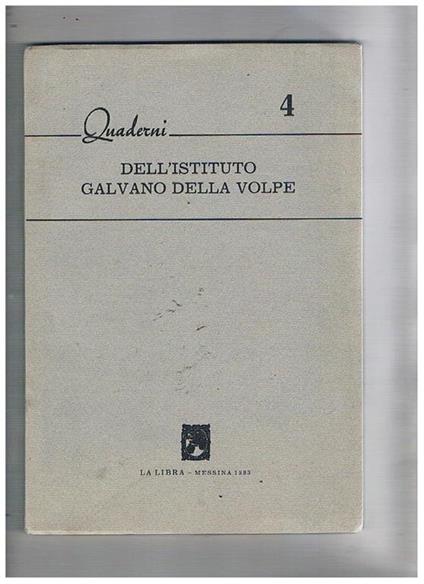 4
Quaderni
DELL'ISTITUTO
GALVANO DELLA VOLPE
LA LIBRA - MESSINA 1983